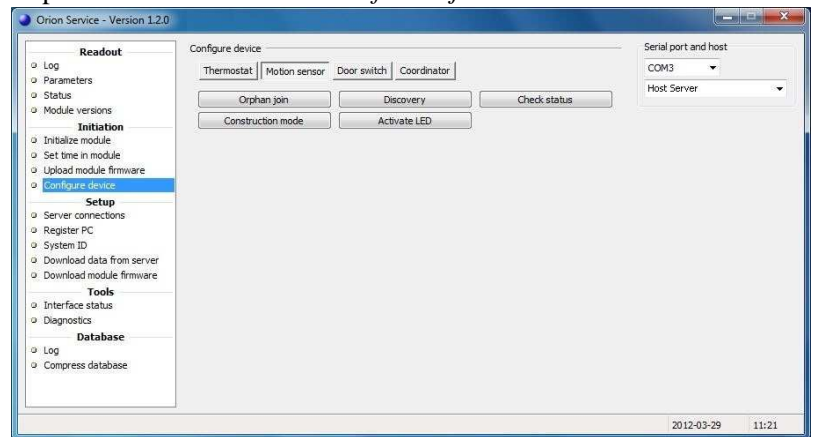 Orion Service - Version 1.2.0
Readout
Log
Parameters
Status
Module versions
Initiation
Initialize module
Set time in module
Upload module firmware
Configure device
Setup
Server connections
Register PC
System ID
Download data from server
Download module firmware
Tools
Interface status
Diagnostics
Database
Log
Compress database
Configure device
Thermostat Motion sensor Door switch Coordinator
Orphan join Discovery Check status
Construction mode Activate LED
Serial port and host
COM3
Host Server
2012-03-29 11:21